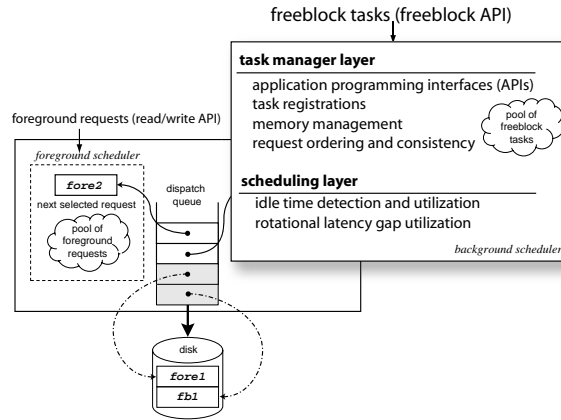 freeblock tasks (freeblock API)
task manager layer
application programming interfaces (APIs)
task registrations
memory management
request ordering and consistency
pool of
freeblock
tasks
scheduling layer
idle time detection and utilization
rotational latency gap utilization
background scheduler
foreground requests (read/write API)
foreground scheduler
fore2
next selected request
pool of
foreground
requests
dispatch
queue
disk
fore1
fb1